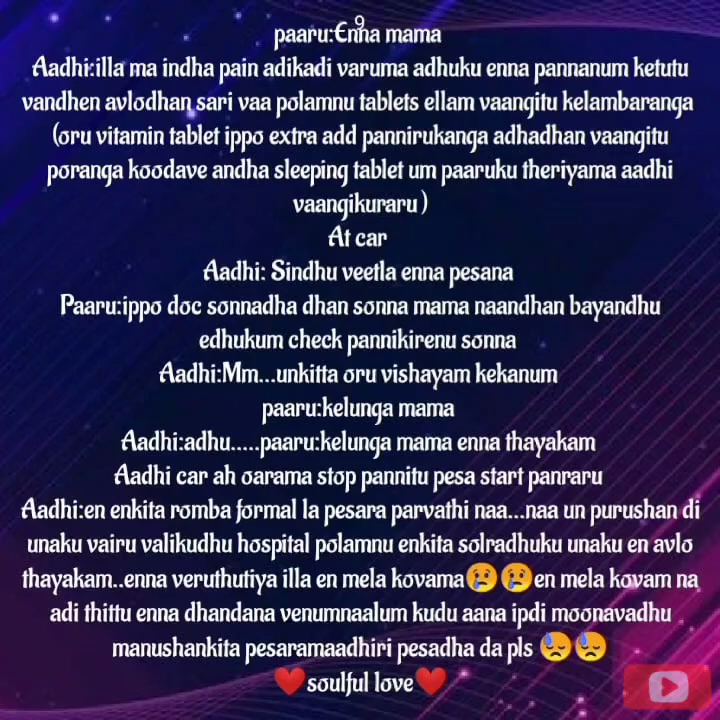 9
paaru:Enna mama
Aadhi:illa ma indha pain adikadi varuma adhuku enna pannanum ketutu
vandhen avlodhan sari vaa polamnu tablets ellam vaangitu kelambaranga
(oru vitamin tablet ippo extra add pannirukanga adhadhan vaangitu
poranga koodave andha sleeping tablet um paaruku theriyama aadhi
vaangikuraru )
At car
Aadhi: Sindhu veetla enna pesana
Paaru:ippo doc sonnadha dhan sonna mama naandhan bayandhu
edhukum check pannikirenu sonna
Aadhi:Mm...unkitta oru vishayam kekanum
paaru:kelunga mama
Aadhi:adhu.....paaru:kelunga mama enna thayakam
Aadhi car ah oarama stop pannitu pesa start panraru
Aadhi:en enkita romba formal la pesara parvathi naa...naa un purushan di
unaku vairu valikudhu hospital polamnu enkita solradhuku unaku en avlo
thayakam..enna veruthutiya illa en mela kovama😢😢en mela kovam na
adi thittu enna dhandana venumnaalum kudu aana ipdi moonavadhu
manushankita pesaramaadhiri pesadha da pls 😓😓
❤️soulful love❤️